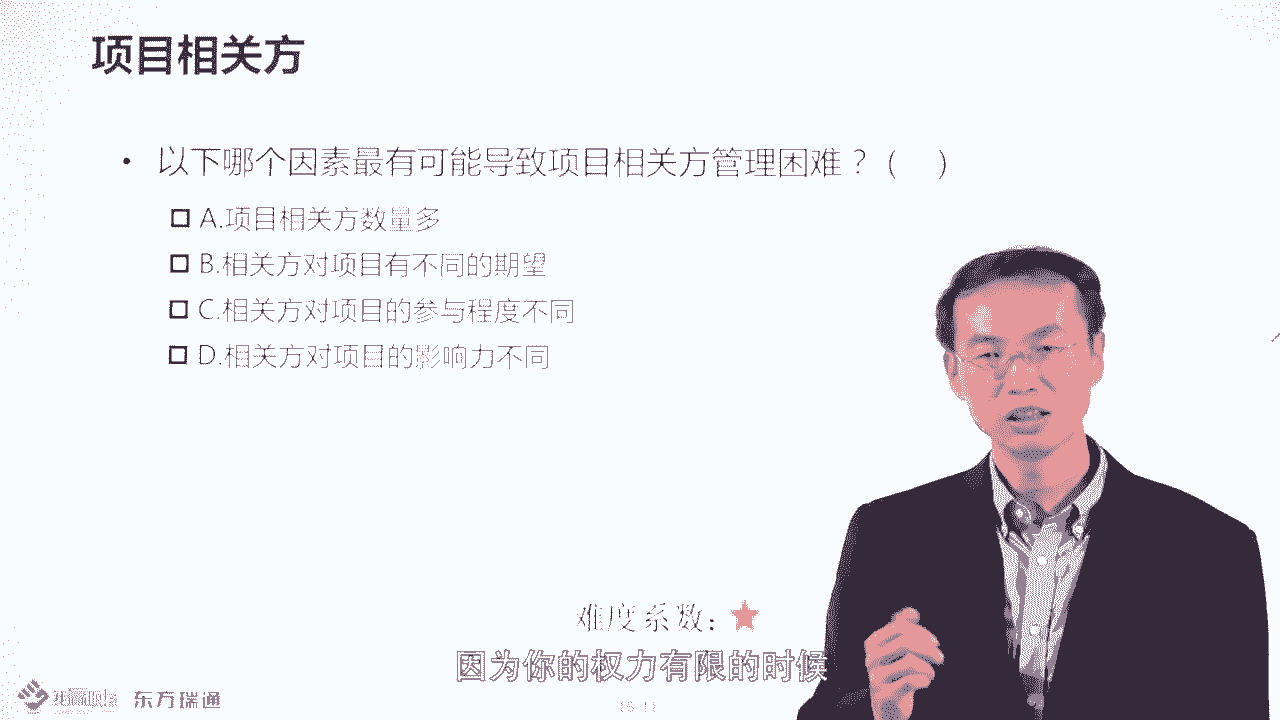 项目相关方
• 以下哪个因素最有可能导致项目相关方管理困难？（ ）
A.项目相关方数量多
B.相关方对项目有不同的期望
C.相关方对项目的参与程度不同
D.相关方对项目的影响力不同
难度系数：★
因为你的权力有限的时候
东方瑞通